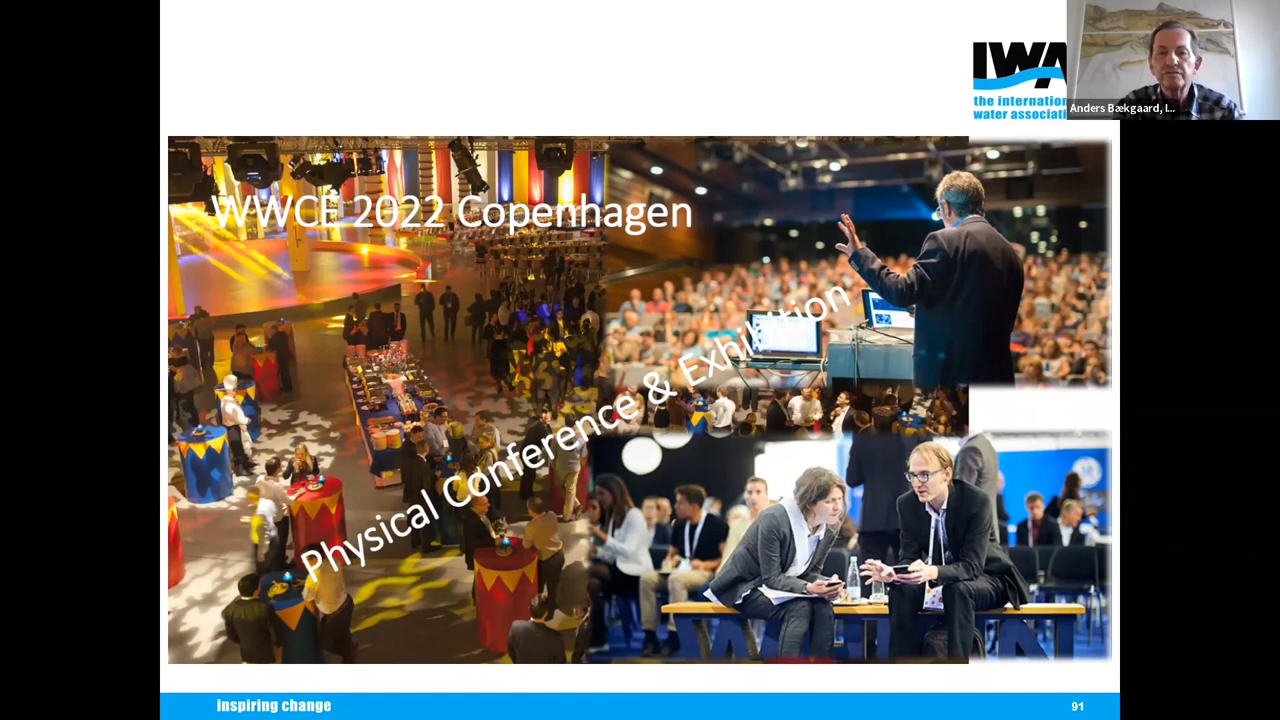 IWA
the internation
water associati
Anders Bækgaard, I...
WWCE 2022 Copenhagen
Physical Conference & Exhibition
inspiring change
91